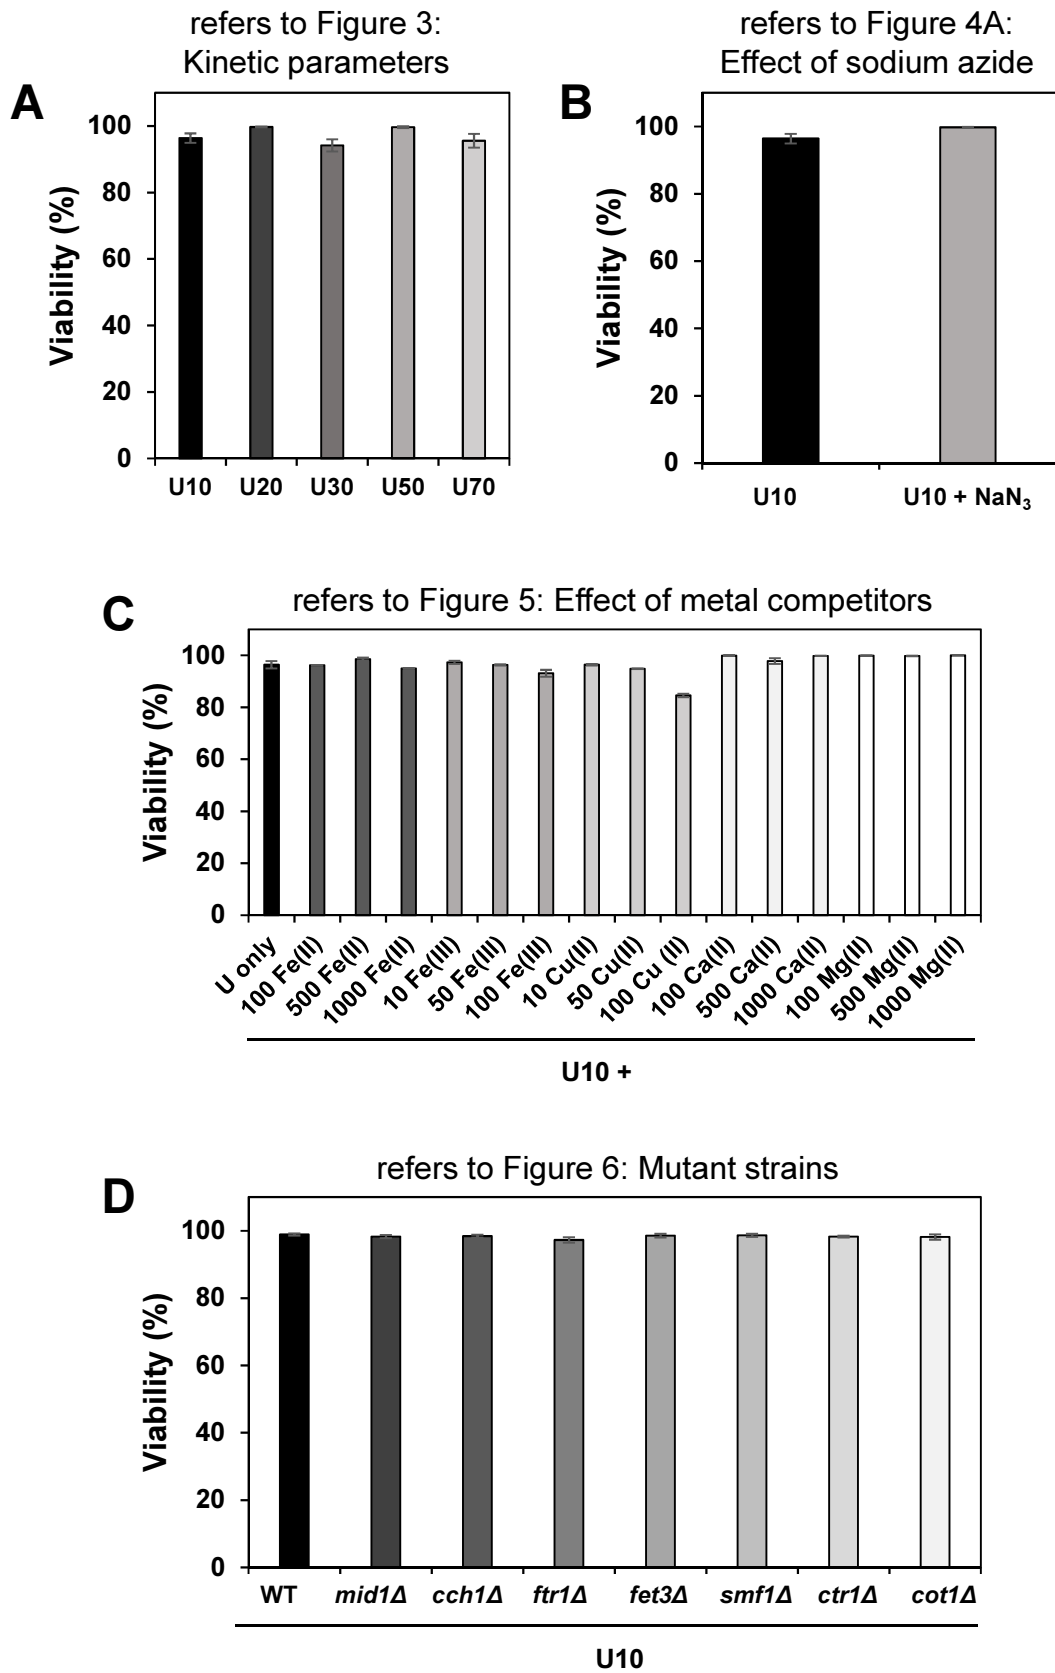 refers to Figure 3:
Kinetic parameters
refers to Figure 4A:
Effect of sodium azide
A
Viability (%)
100
80
60
40
20
0
U10 U20 U30 U50 U70
B
Viability (%)
100
80
60
40
20
0
U10 U10 + NaN₃
C
refers to Figure 5: Effect of metal competitors
Viability (%)
100
80
60
40
20
0
U only
100 Fe(II)
500 Fe(II)
1000 Fe(II)
10 Fe(III)
50 Fe(III)
100 Fe(III)
10 Cu(II)
50 Cu(II)
100 Cu (II)
100 Ca(II)
500 Ca(II)
1000 Ca(II)
100 Mg(II)
500 Mg(II)
1000 Mg(II)
U10 +
D
refers to Figure 6: Mutant strains
Viability (%)
100
80
60
40
20
0
WT mid1Δ cch1Δ ftr1Δ fet3Δ smf1Δ ctr1Δ cot1Δ
U10